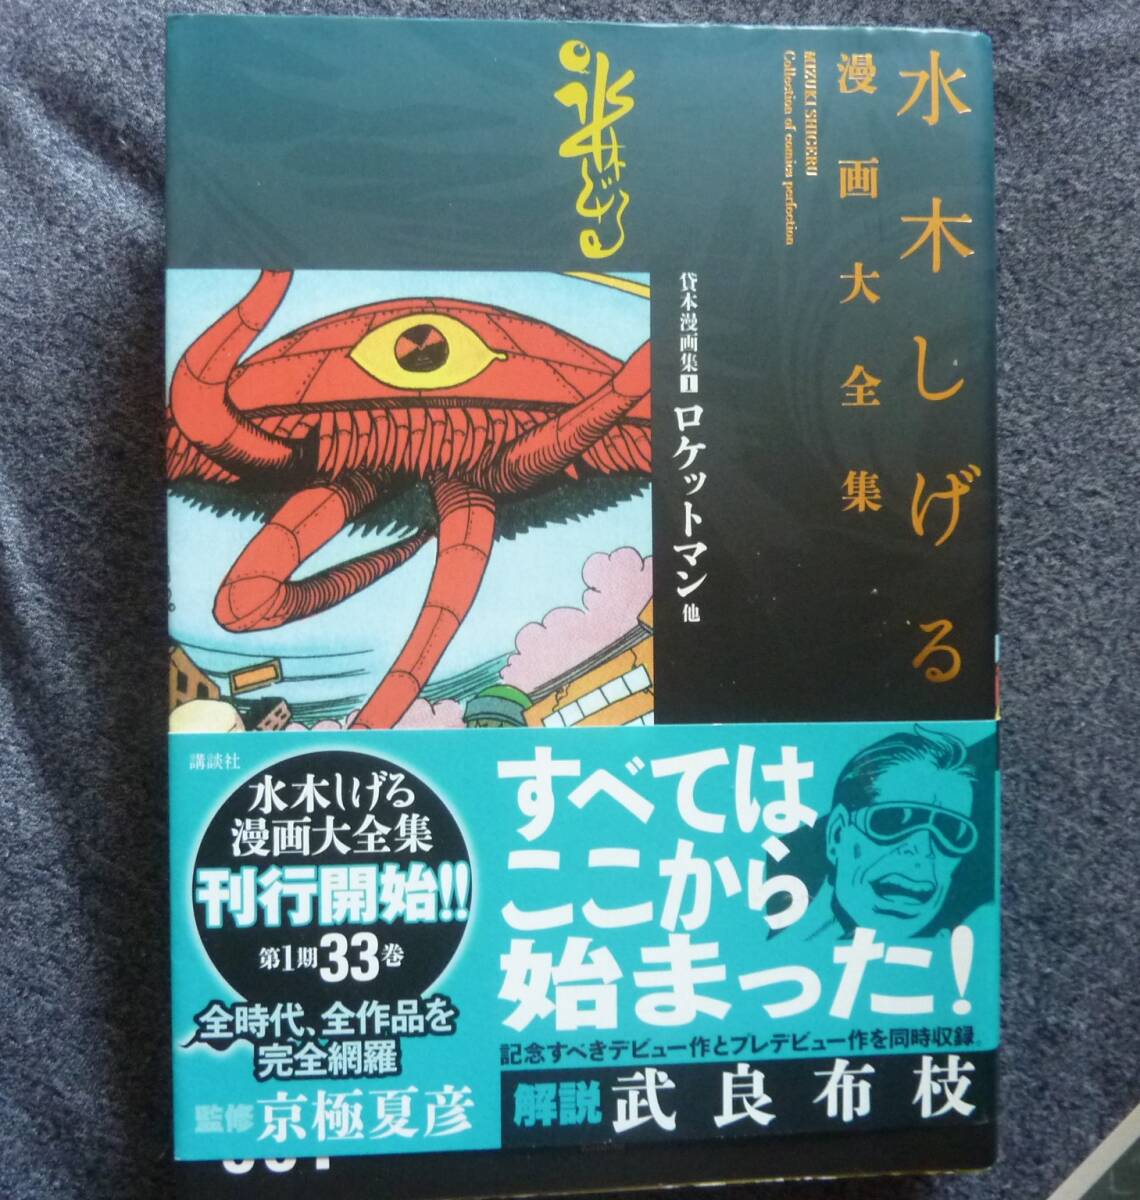 水木しげる
漫画大全集
MIZUKI SHIGERU
Collection of comics perfection
貸本漫画集1 ロケットマン 他
講談社
水木しげる
漫画大全集
刊行開始!!
第1期33巻
全時代、全作品を
完全網羅
監修 京極夏彦
すべては
ここから
始まった!
記念すべきデビュー作とプレデビュー作を同時収録。
解説 武良布枝